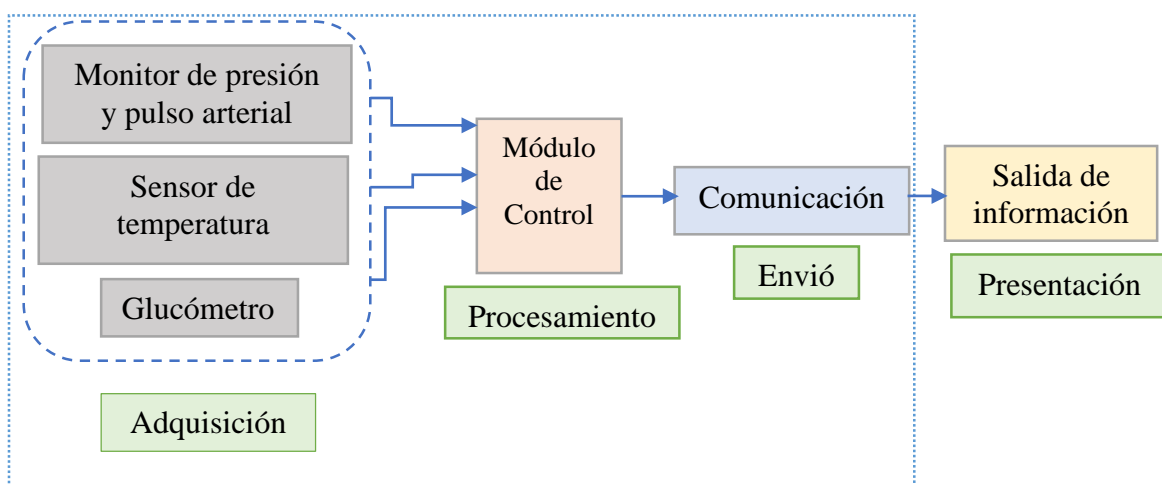 Monitor de presión
y pulso arterial
Sensor de
temperatura
Glucómetro
Adquisición
Módulo
de
Control
Procesamiento
Comunicación
Envió
Salida de
información
Presentación